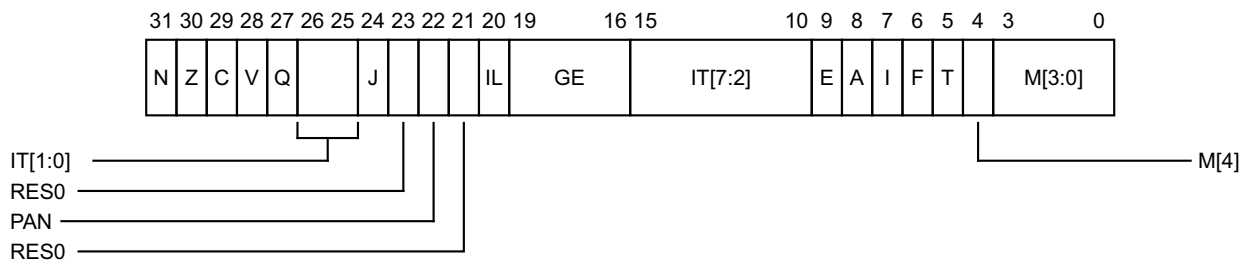 31 30 29 28 27 26 25 24 23 22 21 20 19 16 15 10 9 8 7 6 5 4 3 0
N Z C V Q J IL GE IT[7:2] E A I F T M[3:0]
IT[1:0] M[4]
RES0
PAN
RES0